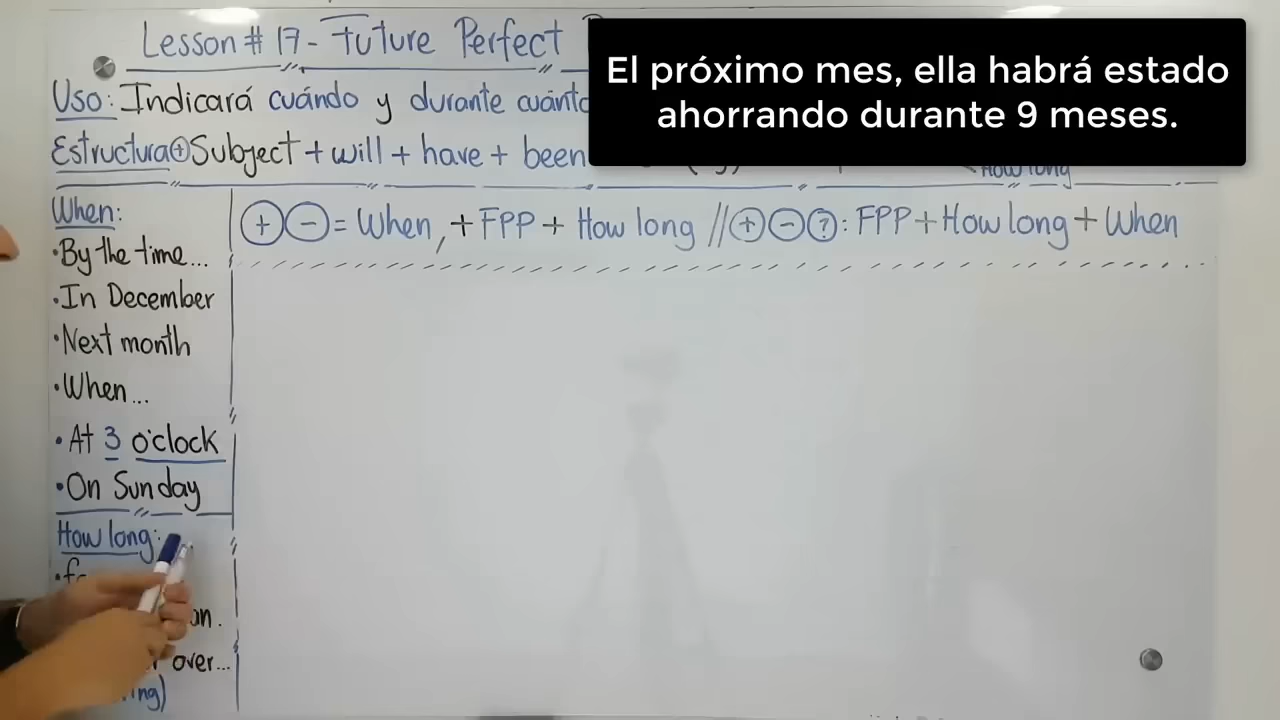 Lesson # 17 - Future Perfect
El próximo mes, ella habrá estado
ahorrando durante 9 meses.
Uso: Indicará cuándo y durante
Estructura + Subject + will + have + been
How long
When:
• By the time...
• In December
• Next month
• When...
• At 3 o'clock
• On Sunday
How long:
over...
+ - = When, + FPP + How long // + - ?: FPP + How long + When